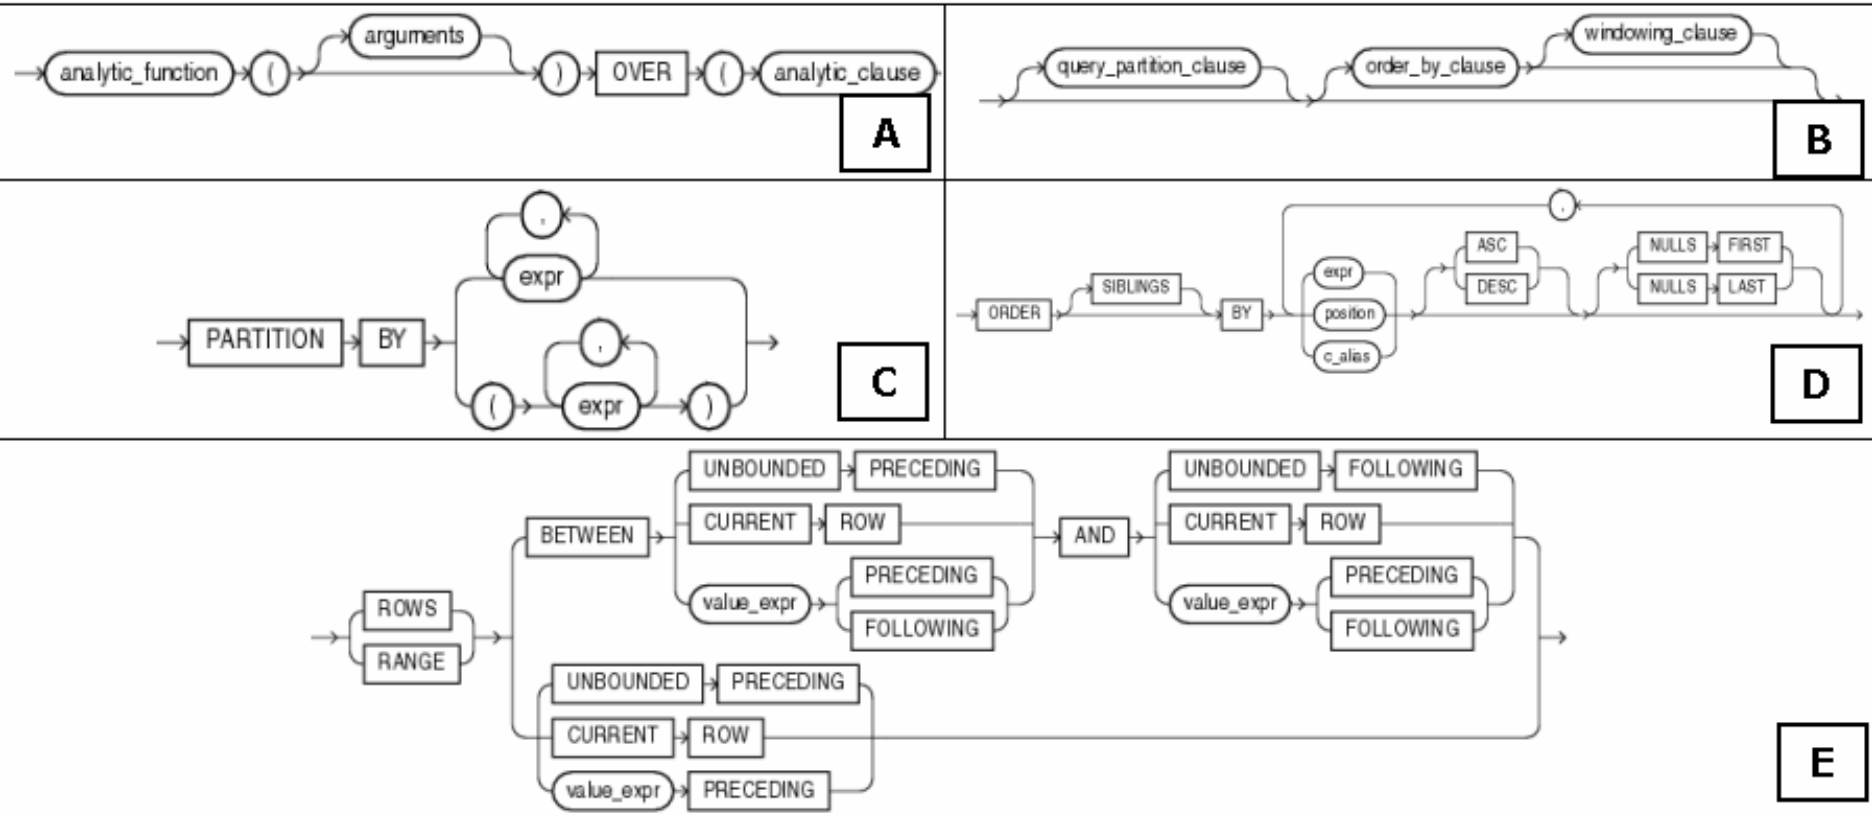 arguments
analytic_function ( ) OVER ( analytic_clause
A
windowing_clause
query_partition_clause order_by_clause
B
,
expr
PARTITION BY
,
( expr )
C
,
ASC NULLS FIRST
expr
SIBLINGS DESC NULLS LAST
ORDER BY position
c_alias
D
UNBOUNDED PRECEDING UNBOUNDED FOLLOWING
CURRENT ROW CURRENT ROW
BETWEEN AND
PRECEDING PRECEDING
value_expr value_expr
FOLLOWING FOLLOWING
ROWS
RANGE
UNBOUNDED PRECEDING
CURRENT ROW
value_expr PRECEDING
E